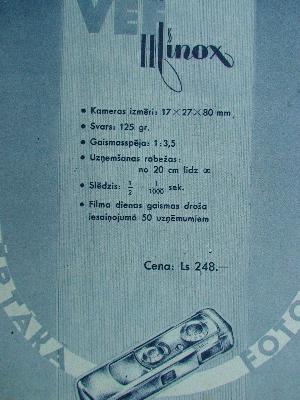 VEF
Minox
• Kameras izmēri: 17×27×80 mm,
• Svars: 125 gr.
• Gaismasspēja: 1:3,5
• Uzņemšanas robežas:
no 20 cm līdz ∞
• Slēdzis: 1/2 - 1/1000 sek.
• Filma dienas gaismas droša
iesaiņojumā 50 uzņēmumiem
Cena: Ls 248.-
FOTO